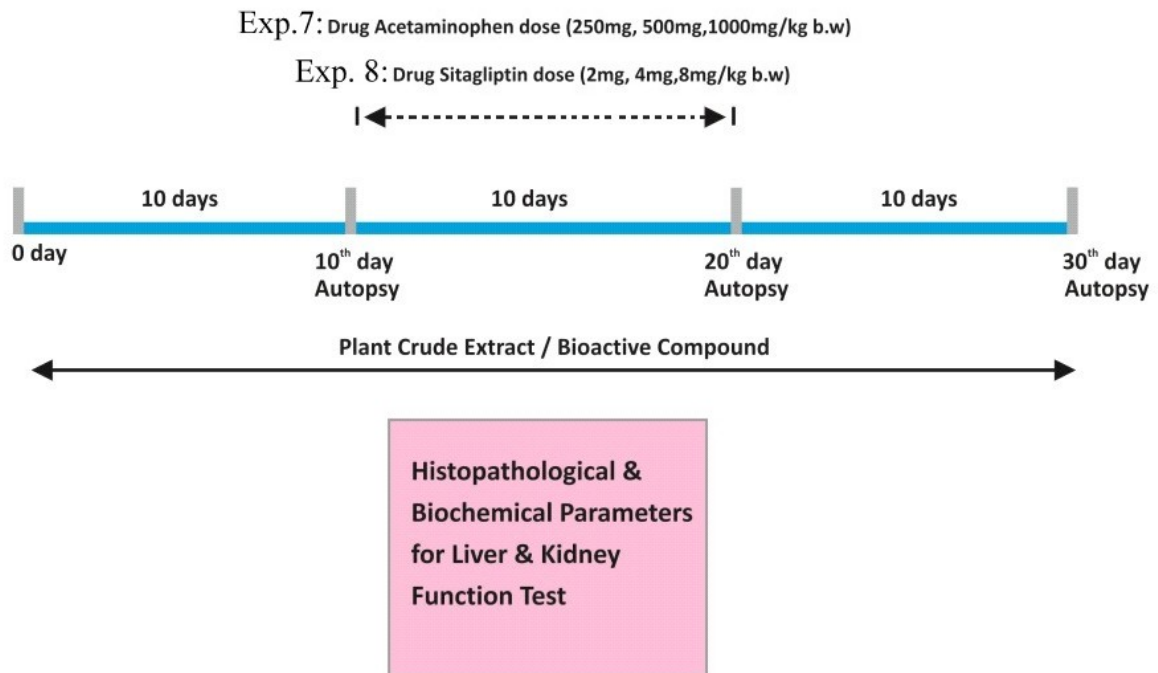 Exp.7: Drug Acetaminophen dose (250mg, 500mg,1000mg/kg b.w)
Exp. 8: Drug Sitagliptin dose (2mg, 4mg,8mg/kg b.w)
10 days 10 days 10 days
0 day
10th day
Autopsy
20th day
Autopsy
30th day
Autopsy
Plant Crude Extract / Bioactive Compound
Histopathological &
Biochemical Parameters
for Liver & Kidney
Function Test